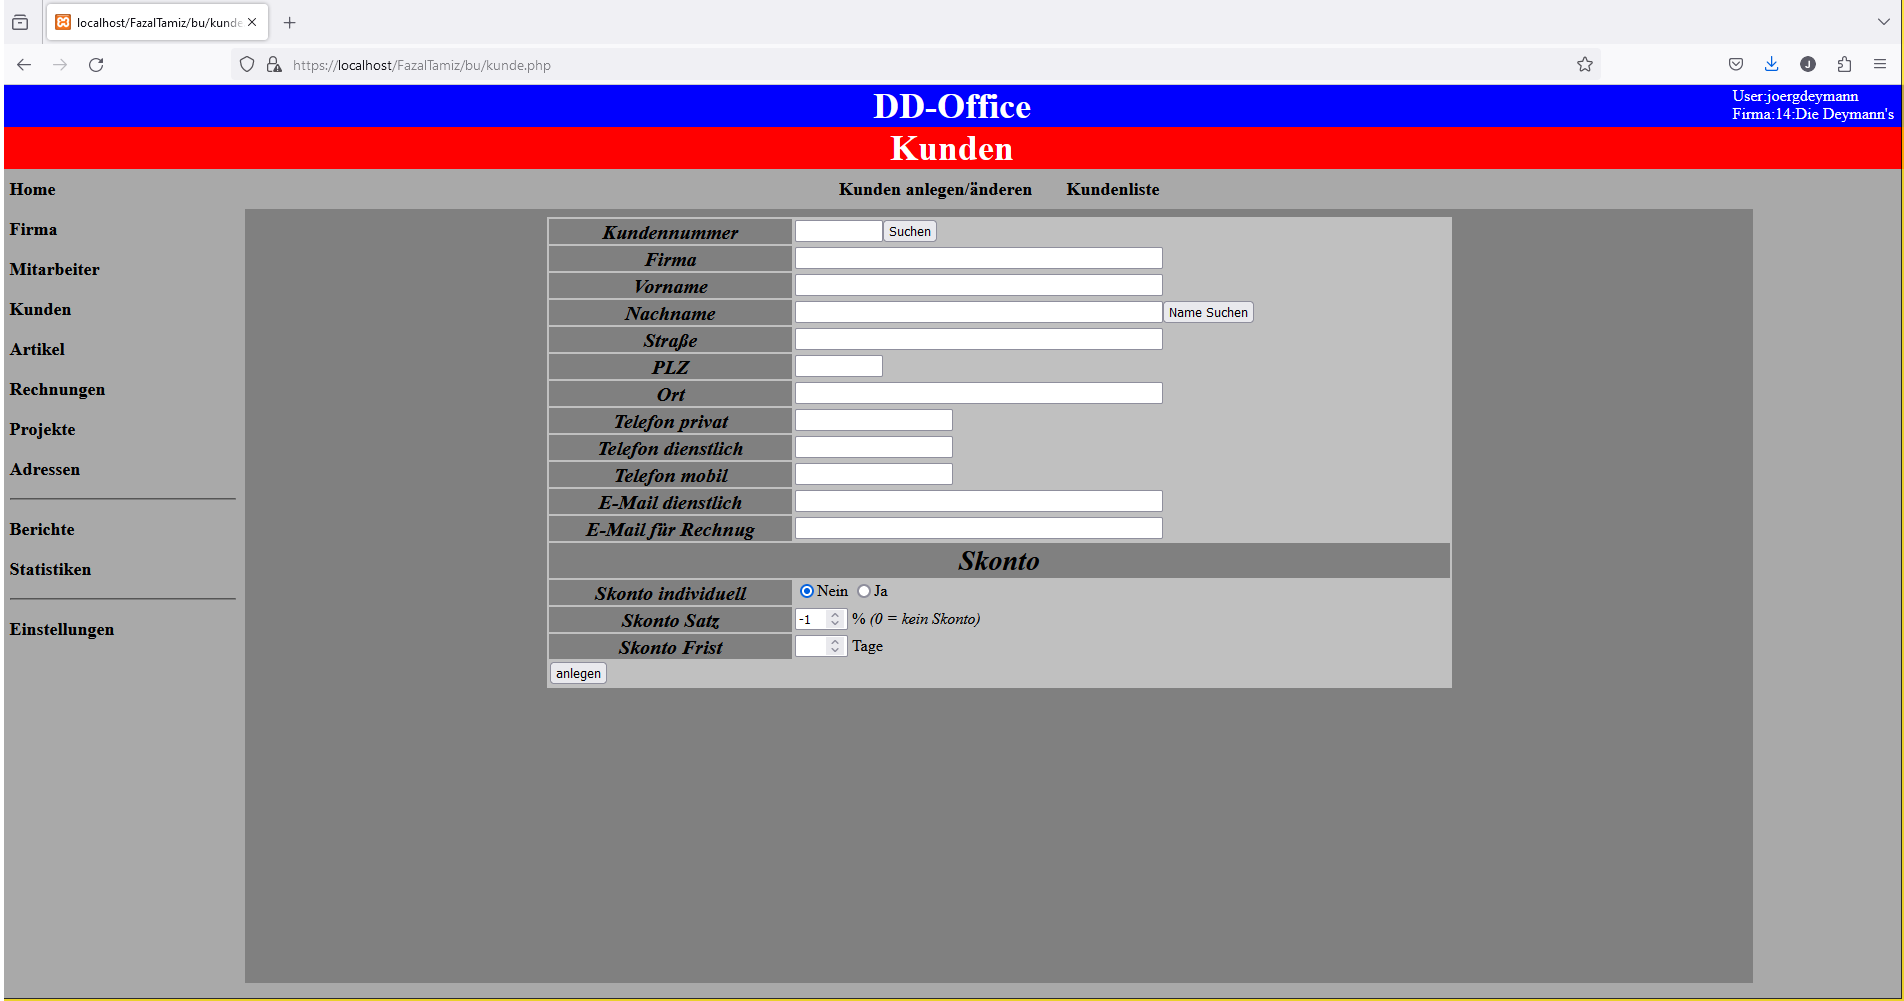 localhost/FazalTamiz/bu/kunde
https://localhost/FazalTamiz/bu/kunde.php
J
DD-Office
User:joergdeymann
Firma:14:Die Deymann's
Kunden
Home
Kunden anlegen/änderen Kundenliste
Firma
Mitarbeiter
Kunden
Artikel
Rechnungen
Projekte
Adressen
Berichte
Statistiken
Einstellungen
Kundennummer Suchen
Firma
Vorname
Nachname Name Suchen
Straße
PLZ
Ort
Telefon privat
Telefon dienstlich
Telefon mobil
E-Mail dienstlich
E-Mail für Rechnug
Skonto
Skonto individuell Nein Ja
Skonto Satz -1 % (0 = kein Skonto)
Skonto Frist Tage
anlegen